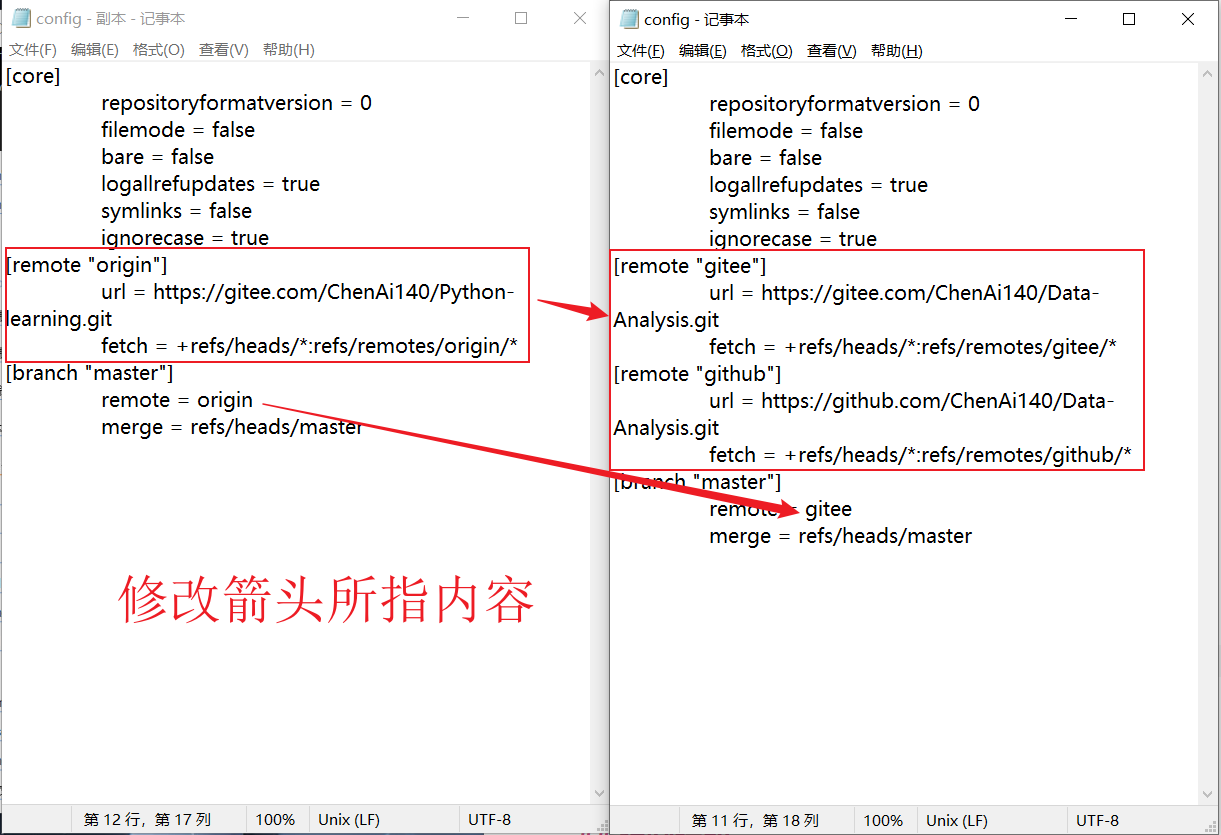 config - 副本 - 记事本
文件(F) 编辑(E) 格式(O) 查看(V) 帮助(H)
[core]
repositoryformatversion = 0
filemode = false
bare = false
logallrefupdates = true
symlinks = false
ignorecase = true
[remote "origin"]
url = https://gitee.com/ChenAi140/Python-
learning.git
fetch = +refs/heads/*:refs/remotes/origin/*
[branch "master"]
remote = origin
merge = refs/heads/master
修改箭头所指内容
第 12 行，第 17 列 100% Unix (LF) UTF-8
config - 记事本
文件(F) 编辑(E) 格式(O) 查看(V) 帮助(H)
[core]
repositoryformatversion = 0
filemode = false
bare = false
logallrefupdates = true
symlinks = false
ignorecase = true
[remote "gitee"]
url = https://gitee.com/ChenAi140/Data-
Analysis.git
fetch = +refs/heads/*:refs/remotes/gitee/*
[remote "github"]
url = https://github.com/ChenAi140/Data-
Analysis.git
fetch = +refs/heads/*:refs/remotes/github/*
[branch "master"]
remote = gitee
merge = refs/heads/master
第 11 行，第 18 列 100% Unix (LF) UTF-8